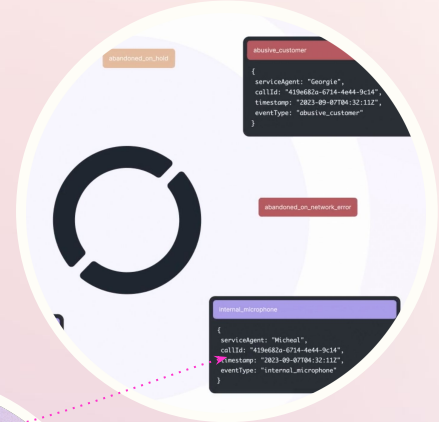 abandoned_on_hold
abusive_customer
{
serviceAgent: "Georgie",
callId: "419e682a-6714-4e44-9c14",
timestamp: "2023-09-07T04:32:11Z",
eventType: "abusive_customer"
}
abandoned_on_network_error
internal_microphone
{
serviceAgent: "Micheal",
callId: "419e682a-6714-4e44-9c14",
timestamp: "2023-09-07T04:32:11Z",
eventType: "internal_microphone"
}